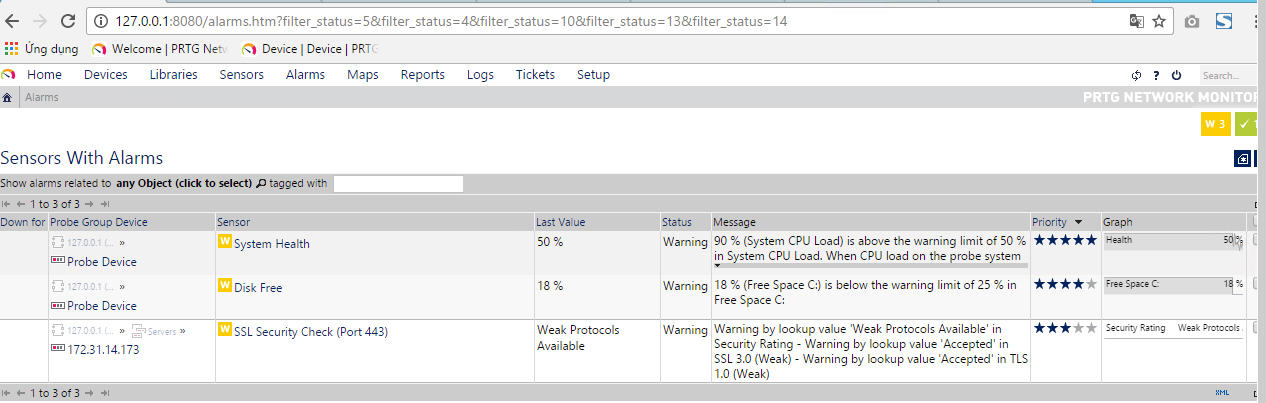 127.0.0.1:8080/alarms.htm?filter_status=5&filter_status=4&filter_status=10&filter_status=13&filter_status=14
Ứng dụng Welcome | PRTG Netw Device | Device | PRTG
Home Devices Libraries Sensors Alarms Maps Reports Logs Tickets Setup ? Search...
Alarms PRTG NETWORK MONITOR
W 3
Sensors With Alarms
Show alarms related to any Object (click to select) tagged with
1 to 3 of 3
Down for Probe Group Device Sensor Last Value Status Message Priority Graph
127.0.0.1 (... »
Probe Device
W System Health
50 %
Warning
90 % (System CPU Load) is above the warning limit of 50 %
in System CPU Load. When CPU load on the probe system
Health 50 %
127.0.0.1 (... »
Probe Device
W Disk Free
18 %
Warning
18 % (Free Space C:) is below the warning limit of 25 % in
Free Space C:
Free Space C: 18 %
127.0.0.1 (... » Servers »
172.31.14.173
W SSL Security Check (Port 443)
Weak Protocols
Available
Warning
Warning by lookup value 'Weak Protocols Available' in
Security Rating - Warning by lookup value 'Accepted' in
SSL 3.0 (Weak) - Warning by lookup value 'Accepted' in TLS
1.0 (Weak)
Security Rating Weak Protocols
1 to 3 of 3 XML